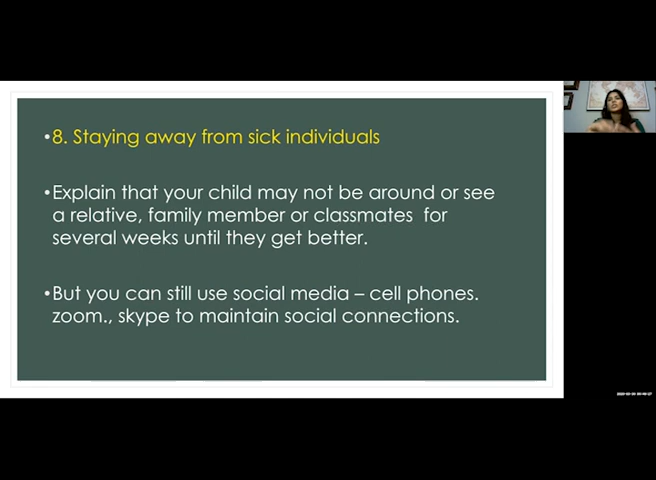 •8. Staying away from sick individuals
•Explain that your child may not be around or see
a relative, family member or classmates for
several weeks until they get better.
•But you can still use social media – cell phones.
zoom., skype to maintain social connections.